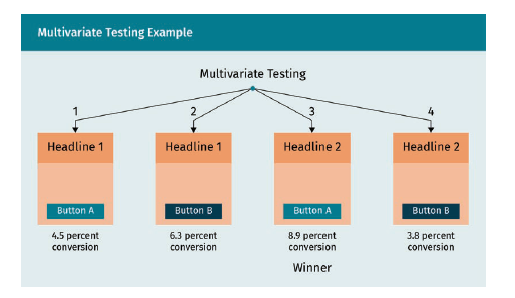 Multivariate Testing Example
Multivariate Testing
1 2 3 4
Headline 1 Headline 1 Headline 2 Headline 2
Button A Button B Button A Button B
4.5 percent 6.3 percent 8.9 percent 3.8 percent
conversion conversion conversion conversion
Winner